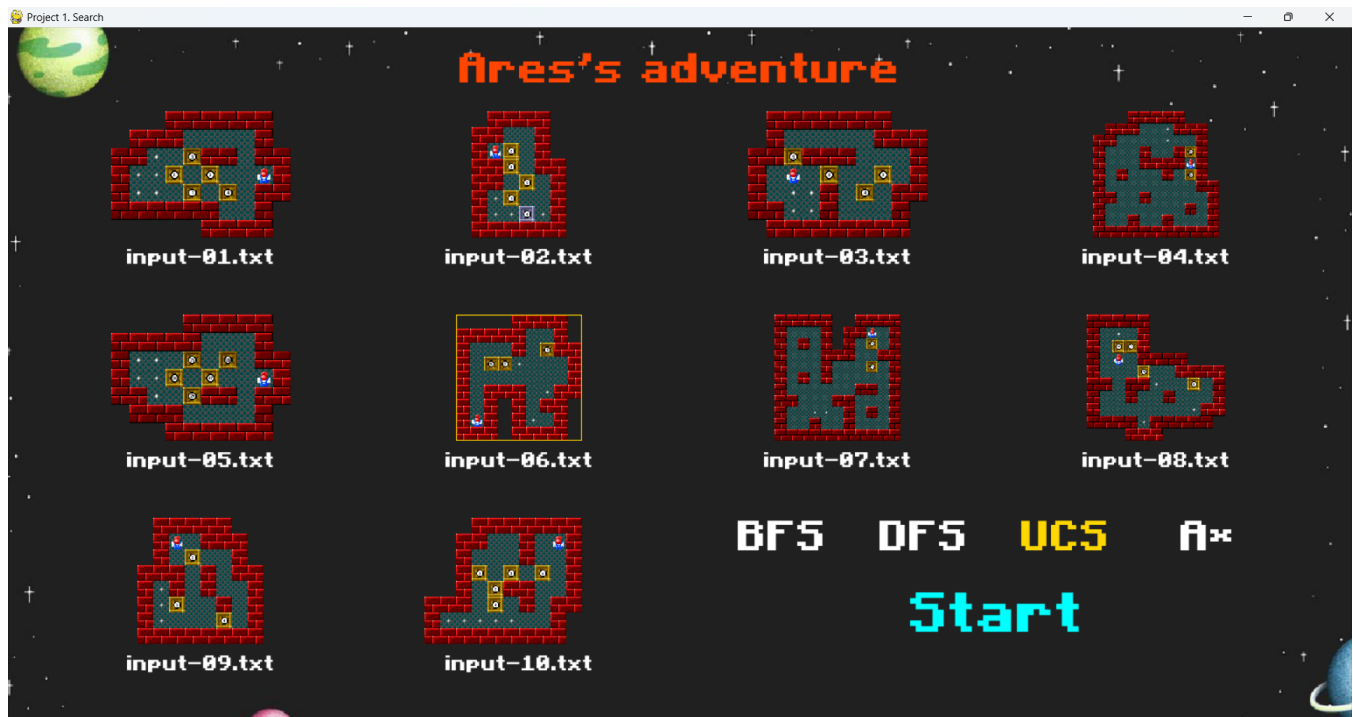 Project 1. Search
Ares's adventure
input-01.txt input-02.txt input-03.txt input-04.txt
input-05.txt input-06.txt input-07.txt input-08.txt
BFS DFS UCS A*
Start
input-09.txt input-10.txt